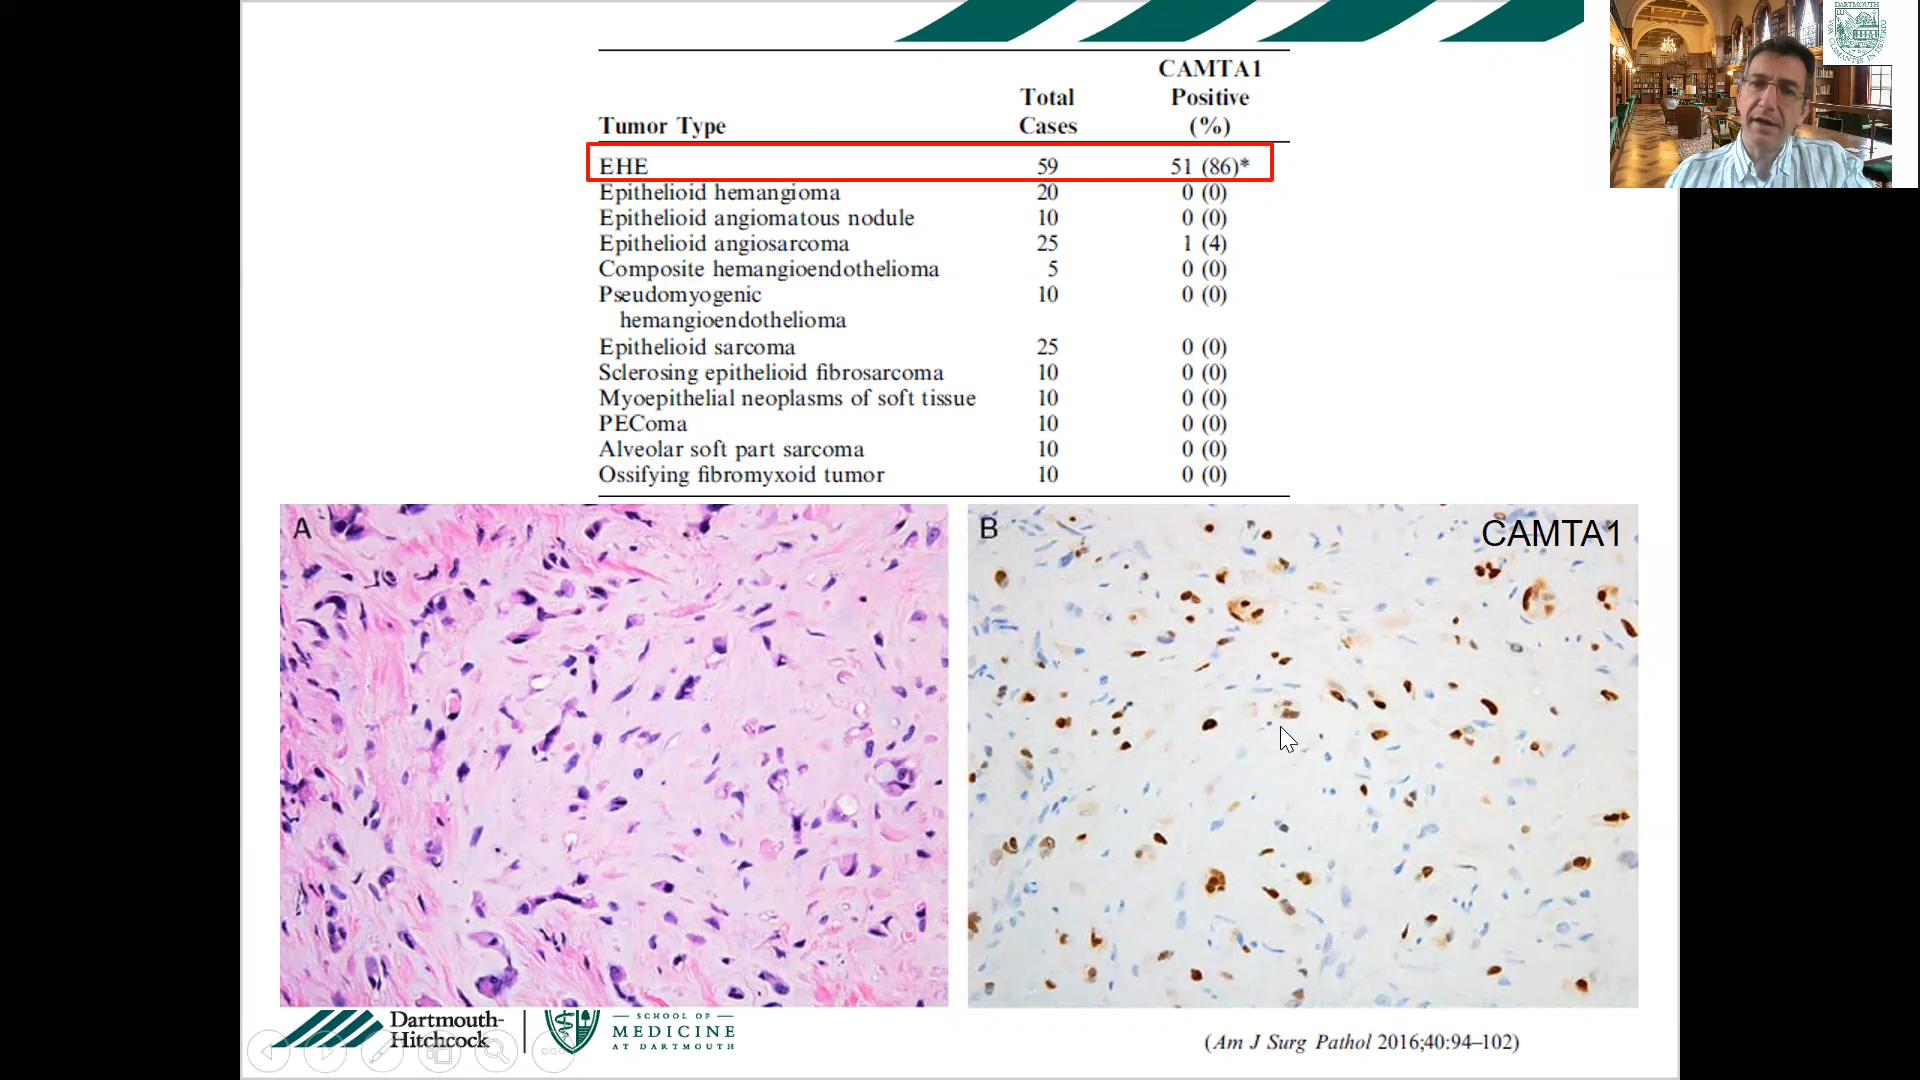 CAMTA1
Total Positive
Tumor Type Cases (%)
EHE 59 51 (86)*
Epithelioid hemangioma 20 0 (0)
Epithelioid angiomatous nodule 10 0 (0)
Epithelioid angiosarcoma 25 1 (4)
Composite hemangioendothelioma 5 0 (0)
Pseudomyogenic 10 0 (0)
hemangioendothelioma
Epithelioid sarcoma 25 0 (0)
Sclerosing epithelioid fibrosarcoma 10 0 (0)
Myoepithelial neoplasms of soft tissue 10 0 (0)
PEComa 10 0 (0)
Alveolar soft part sarcoma 10 0 (0)
Ossifying fibromyxoid tumor 10 0 (0)
A
B CAMTA1
Dartmouth-
Hitchcock
SCHOOL OF
MEDICINE
AT DARTMOUTH
(Am J Surg Pathol 2016;40:94–102)
DARTMOUTH